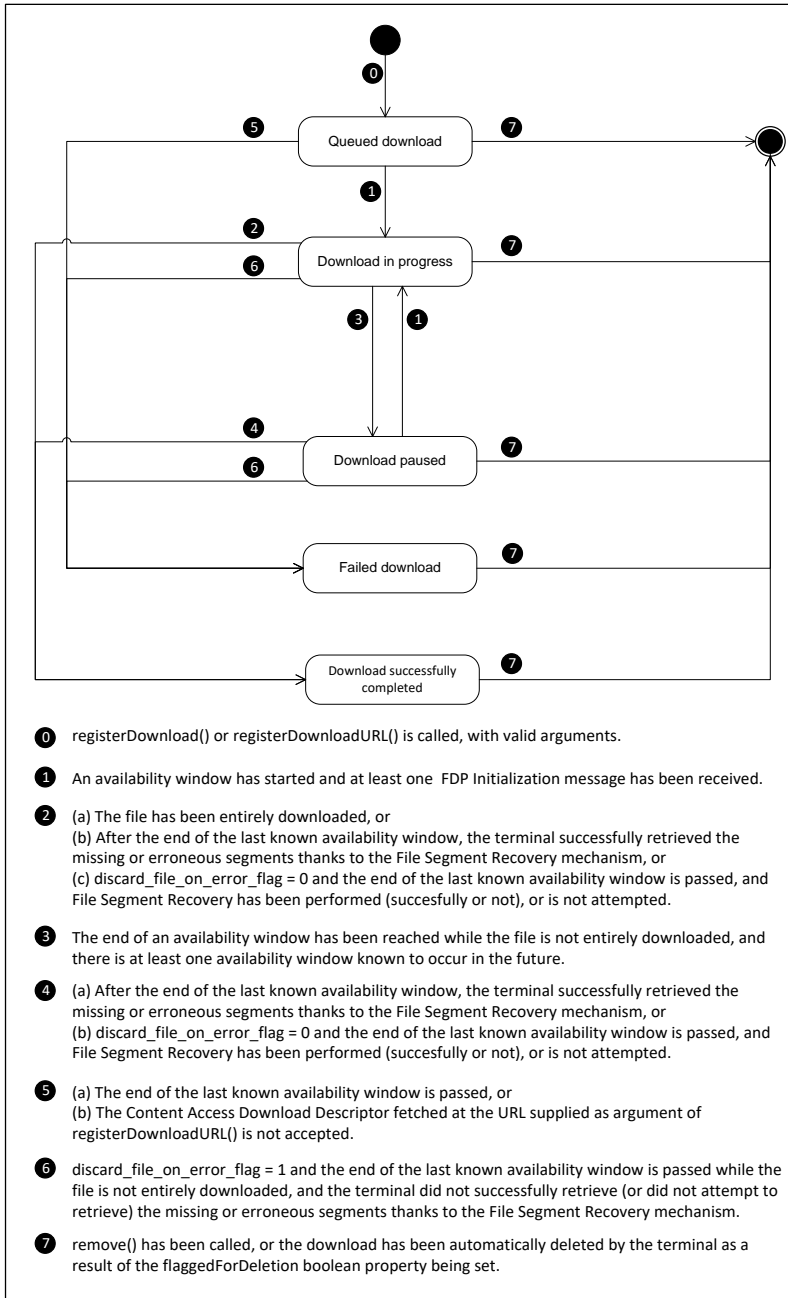 0
5
Queued download
7
1
2
Download in progress
7
6
3
1
4
Download paused
7
6
Failed download
7
Download successfully
completed
7
0 registerDownload() or registerDownloadURL() is called, with valid arguments.
1 An availability window has started and at least one FDP Initialization message has been received.
2 (a) The file has been entirely downloaded, or
(b) After the end of the last known availability window, the terminal successfully retrieved the
missing or erroneous segments thanks to the File Segment Recovery mechanism, or
(c) discard_file_on_error_flag = 0 and the end of the last known availability window is passed, and
File Segment Recovery has been performed (succesfully or not), or is not attempted.
3 The end of an availability window has been reached while the file is not entirely downloaded, and
there is at least one availability window known to occur in the future.
4 (a) After the end of the last known availability window, the terminal successfully retrieved the
missing or erroneous segments thanks to the File Segment Recovery mechanism, or
(b) discard_file_on_error_flag = 0 and the end of the last known availability window is passed, and
File Segment Recovery has been performed (succesfully or not), or is not attempted.
5 (a) The end of the last known availability window is passed, or
(b) The Content Access Download Descriptor fetched at the URL supplied as argument of
registerDownloadURL() is not accepted.
6 discard_file_on_error_flag = 1 and the end of the last known availability window is passed while the
file is not entirely downloaded, and the terminal did not successfully retrieve (or did not attempt to
retrieve) the missing or erroneous segments thanks to the File Segment Recovery mechanism.
7 remove() has been called, or the download has been automatically deleted by the terminal as a
result of the flaggedForDeletion boolean property being set.